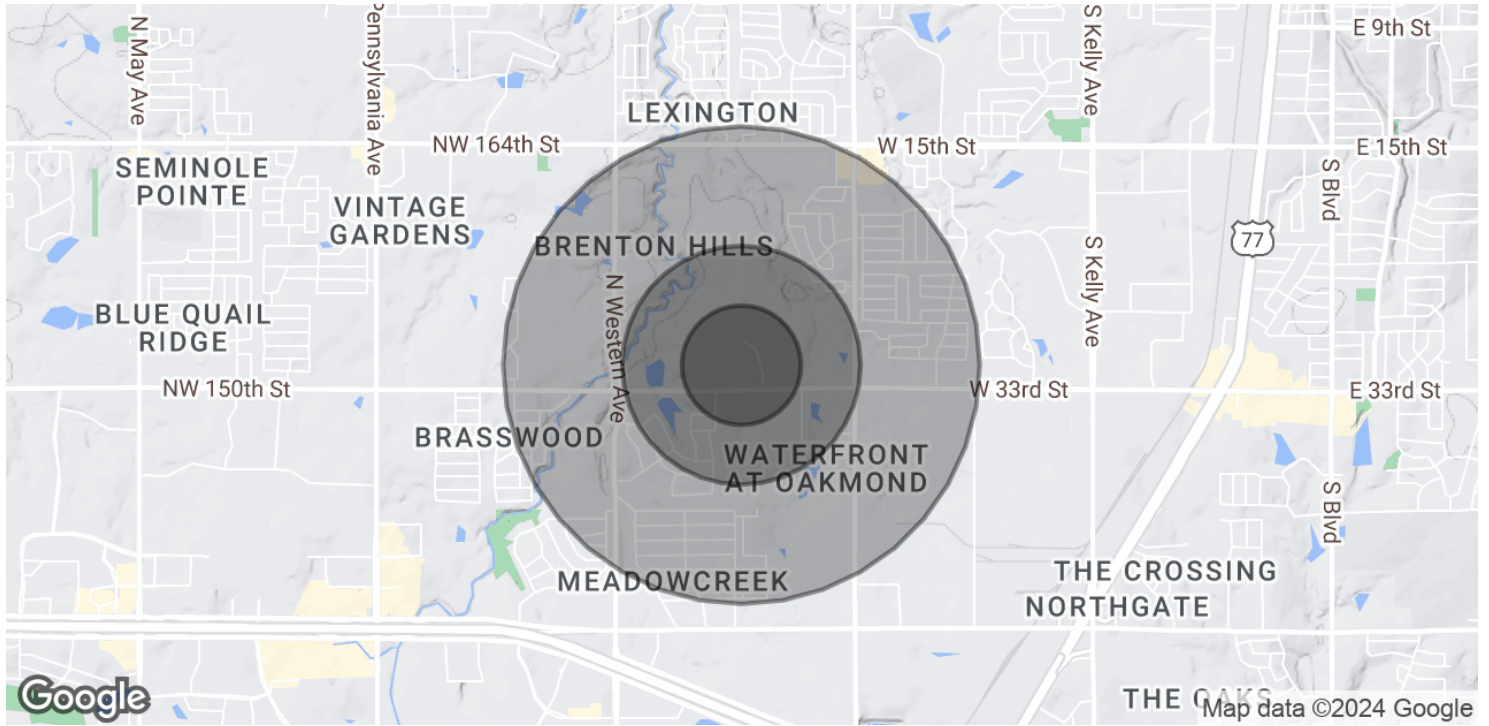 N May Ave
Pennsylvania Ave
S Kelly Ave
E 9th St
LEXINGTON
NW 164th St
W 15th St
E 15th St
SEMINOLE
POINTE
S Blvd
VINTAGE
GARDENS
BRENTON HILLS
77
S Kelly Ave
N Western Ave
BLUE QUAIL
RIDGE
NW 150th St
W 33rd St
E 33rd St
BRASSWOOD
WATERFRONT
AT OAKMOND
S Blvd
MEADOWCREEK
THE CROSSING
NORTHGATE
THE OAKS
Google
Map data ©2024 Google